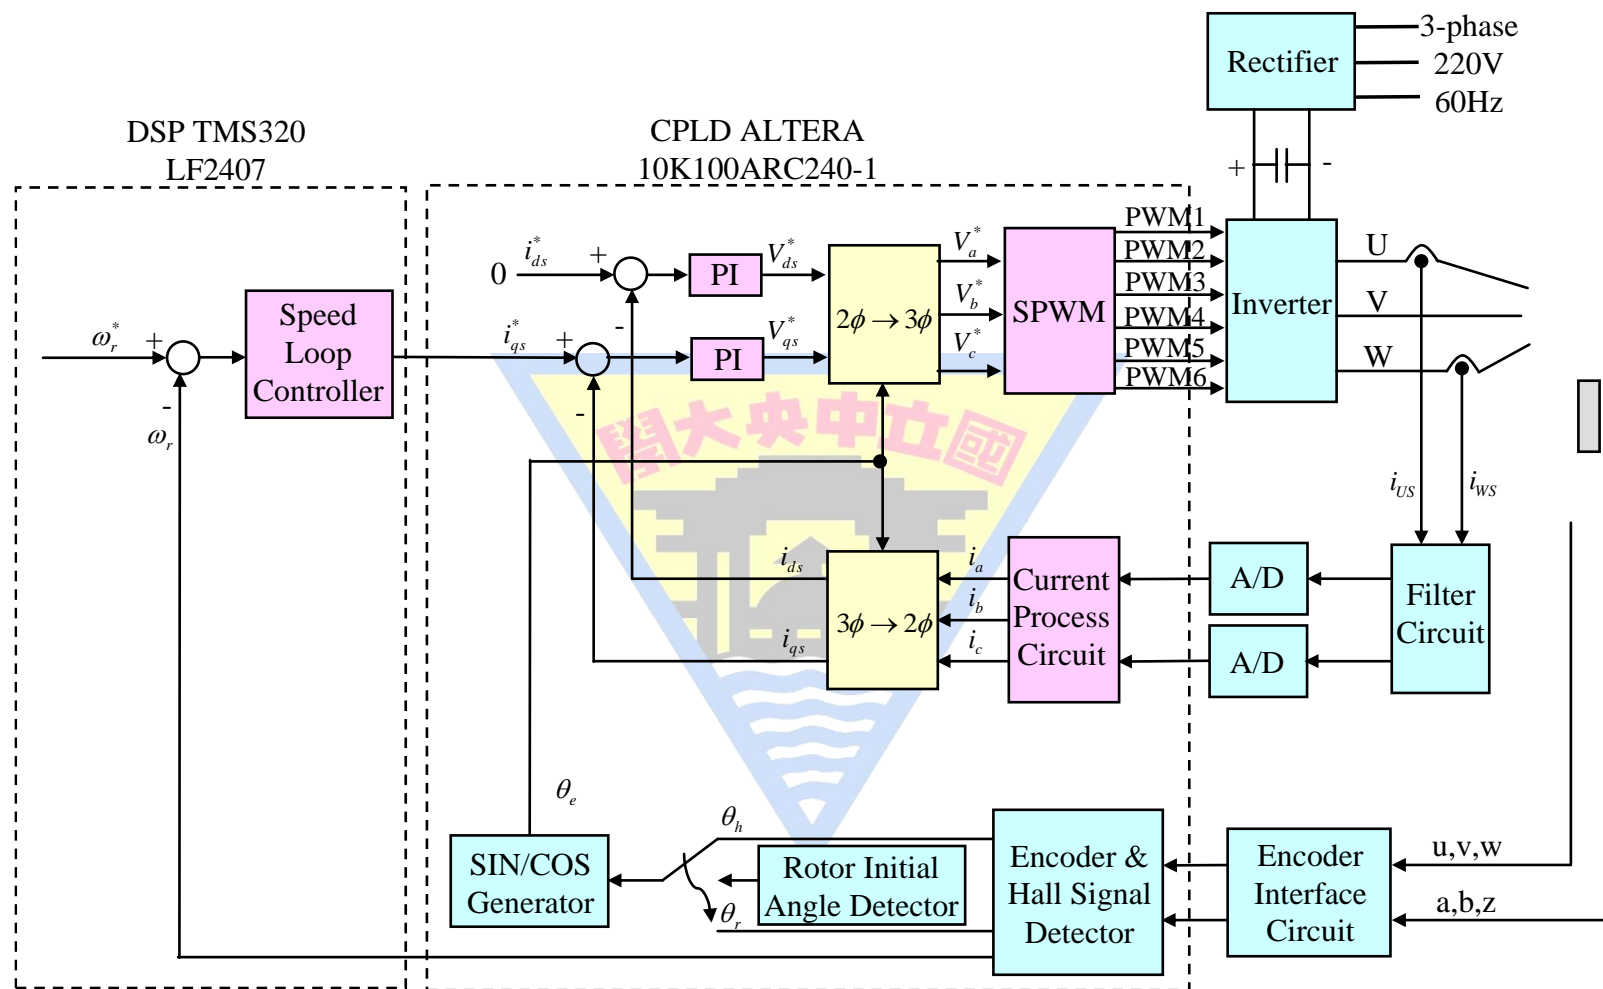 3-phase
220V
60Hz
Rectifier
+ -
DSP TMS320
LF2407
CPLD ALTERA
10K100ARC240-1
0
i*ds
+
-
PI
V*ds
2ϕ→3ϕ
V*a
V*b
V*c
SPWM
PWM1
PWM2
PWM3
PWM4
PWM5
PWM6
Inverter
U
V
W
ω*r
+
-
ωr
Speed
Loop
Controller
i*qs
+
-
PI
V*qs
國立中央大學
iUS
iWS
ids
iqs
3ϕ→2ϕ
ia
ib
ic
Current
Process
Circuit
A/D
A/D
Filter
Circuit
θe
SIN/COS
Generator
θh
θr
Rotor Initial
Angle Detector
Encoder &
Hall Signal
Detector
Encoder
Interface
Circuit
u,v,w
a,b,z